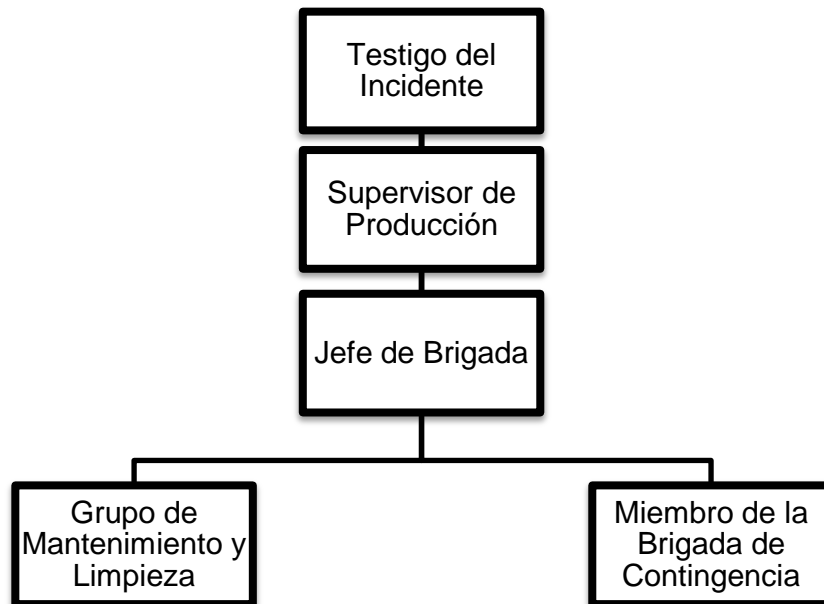 Testigo del
Incidente
Supervisor de
Producción
Jefe de Brigada
Grupo de
Mantenimiento y
Limpieza
Miembro de la
Brigada de
Contingencia